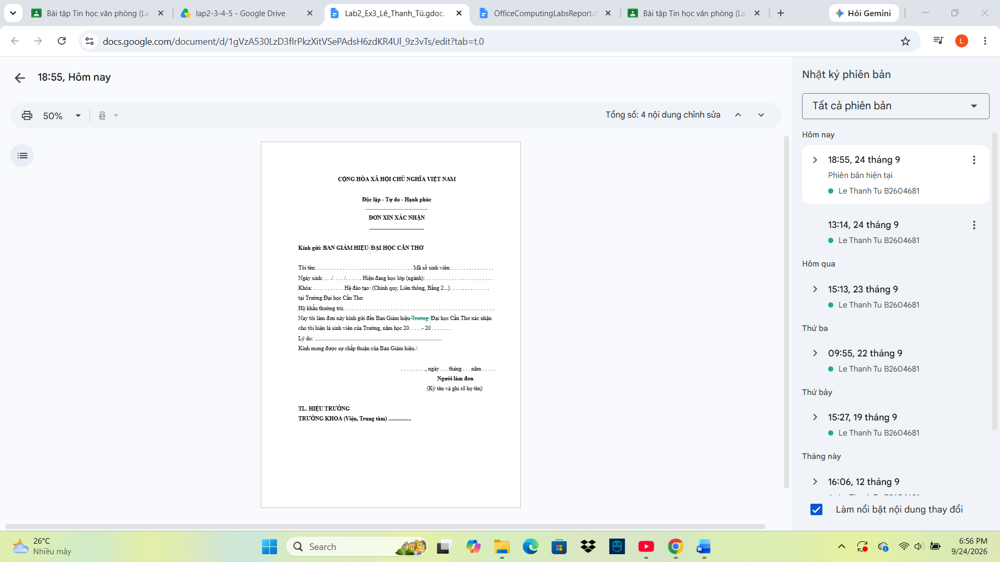 Bài tập Tin học văn phòng (La
lap2-3-4-5 - Google Drive
Lab2_Ex3_Lê_Thanh_Tú.gdoc.
OfficeComputingLabsReport.d
Bài tập Tin học văn phòng (La
Hỏi Gemini
docs.google.com/document/d/1gVzA530LzD3fIrPkzXitVSePAdsH6zdKR4Ul_9z3vTs/edit?tab=t.0
L
18:55, Hôm nay
50%
Tổng số: 4 nội dung chỉnh sửa
CỘNG HÒA XÃ HỘI CHỦ NGHĨA VIỆT NAM
Độc lập - Tự do - Hạnh phúc
ĐƠN XIN XÁC NHẬN
Kính gửi: BAN GIÁM HIỆU ĐẠI HỌC CẦN THƠ
Tôi tên: . . . . . . . . . . . . . . . . . . . . . . . . . . . . . . . . . . Mã số sinh viên: . . . . . . . . . . . . . . .
Ngày sinh: . . ./. . . . /. . . . . . Hiện đang học lớp (ngành): . . . . . . . . . . . . . . . . . . . . . . . .
Khóa: . . . . . . . . . . . Hệ đào tạo: (Chính quy, Liên thông, Bằng 2...). . . . .. . . . . . . . . .
tại Trường Đại học Cần Thơ.
Hộ khẩu thường trú: . . . . . . . . . . . . . . . . . . . . . . . . . . . . . . . . . . . . . . . . . . . . . . . . . . . . .
Nay tôi làm đơn này kính gửi đến Ban Giám hiệu Trường Đại học Cần Thơ xác nhận
cho tôi hiện là sinh viên của Trường, năm học 20. . . . .- 20 . . . . . . .
Lý do: ..........................................................................................
Kính mong được sự chấp thuận của Ban Giám hiệu./.
. . . . . . . . ., ngày . . . tháng . . . năm . . . . .
Người làm đơn
(Ký tên và ghi rõ họ tên)
TL. HIỆU TRƯỞNG
TRƯỞNG KHOA (Viện, Trung tâm) ................
Nhật ký phiên bản
Tất cả phiên bản
Hôm nay
18:55, 24 tháng 9
Phiên bản hiện tại
Le Thanh Tu B2604681
13:14, 24 tháng 9
Le Thanh Tu B2604681
Hôm qua
15:13, 23 tháng 9
Le Thanh Tu B2604681
Thứ ba
09:55, 22 tháng 9
Le Thanh Tu B2604681
Thứ bảy
15:27, 19 tháng 9
Le Thanh Tu B2604681
Tháng này
16:06, 12 tháng 9
Làm nổi bật nội dung thay đổi
26°C
Nhiều mây
Search
6:56 PM
9/24/2026